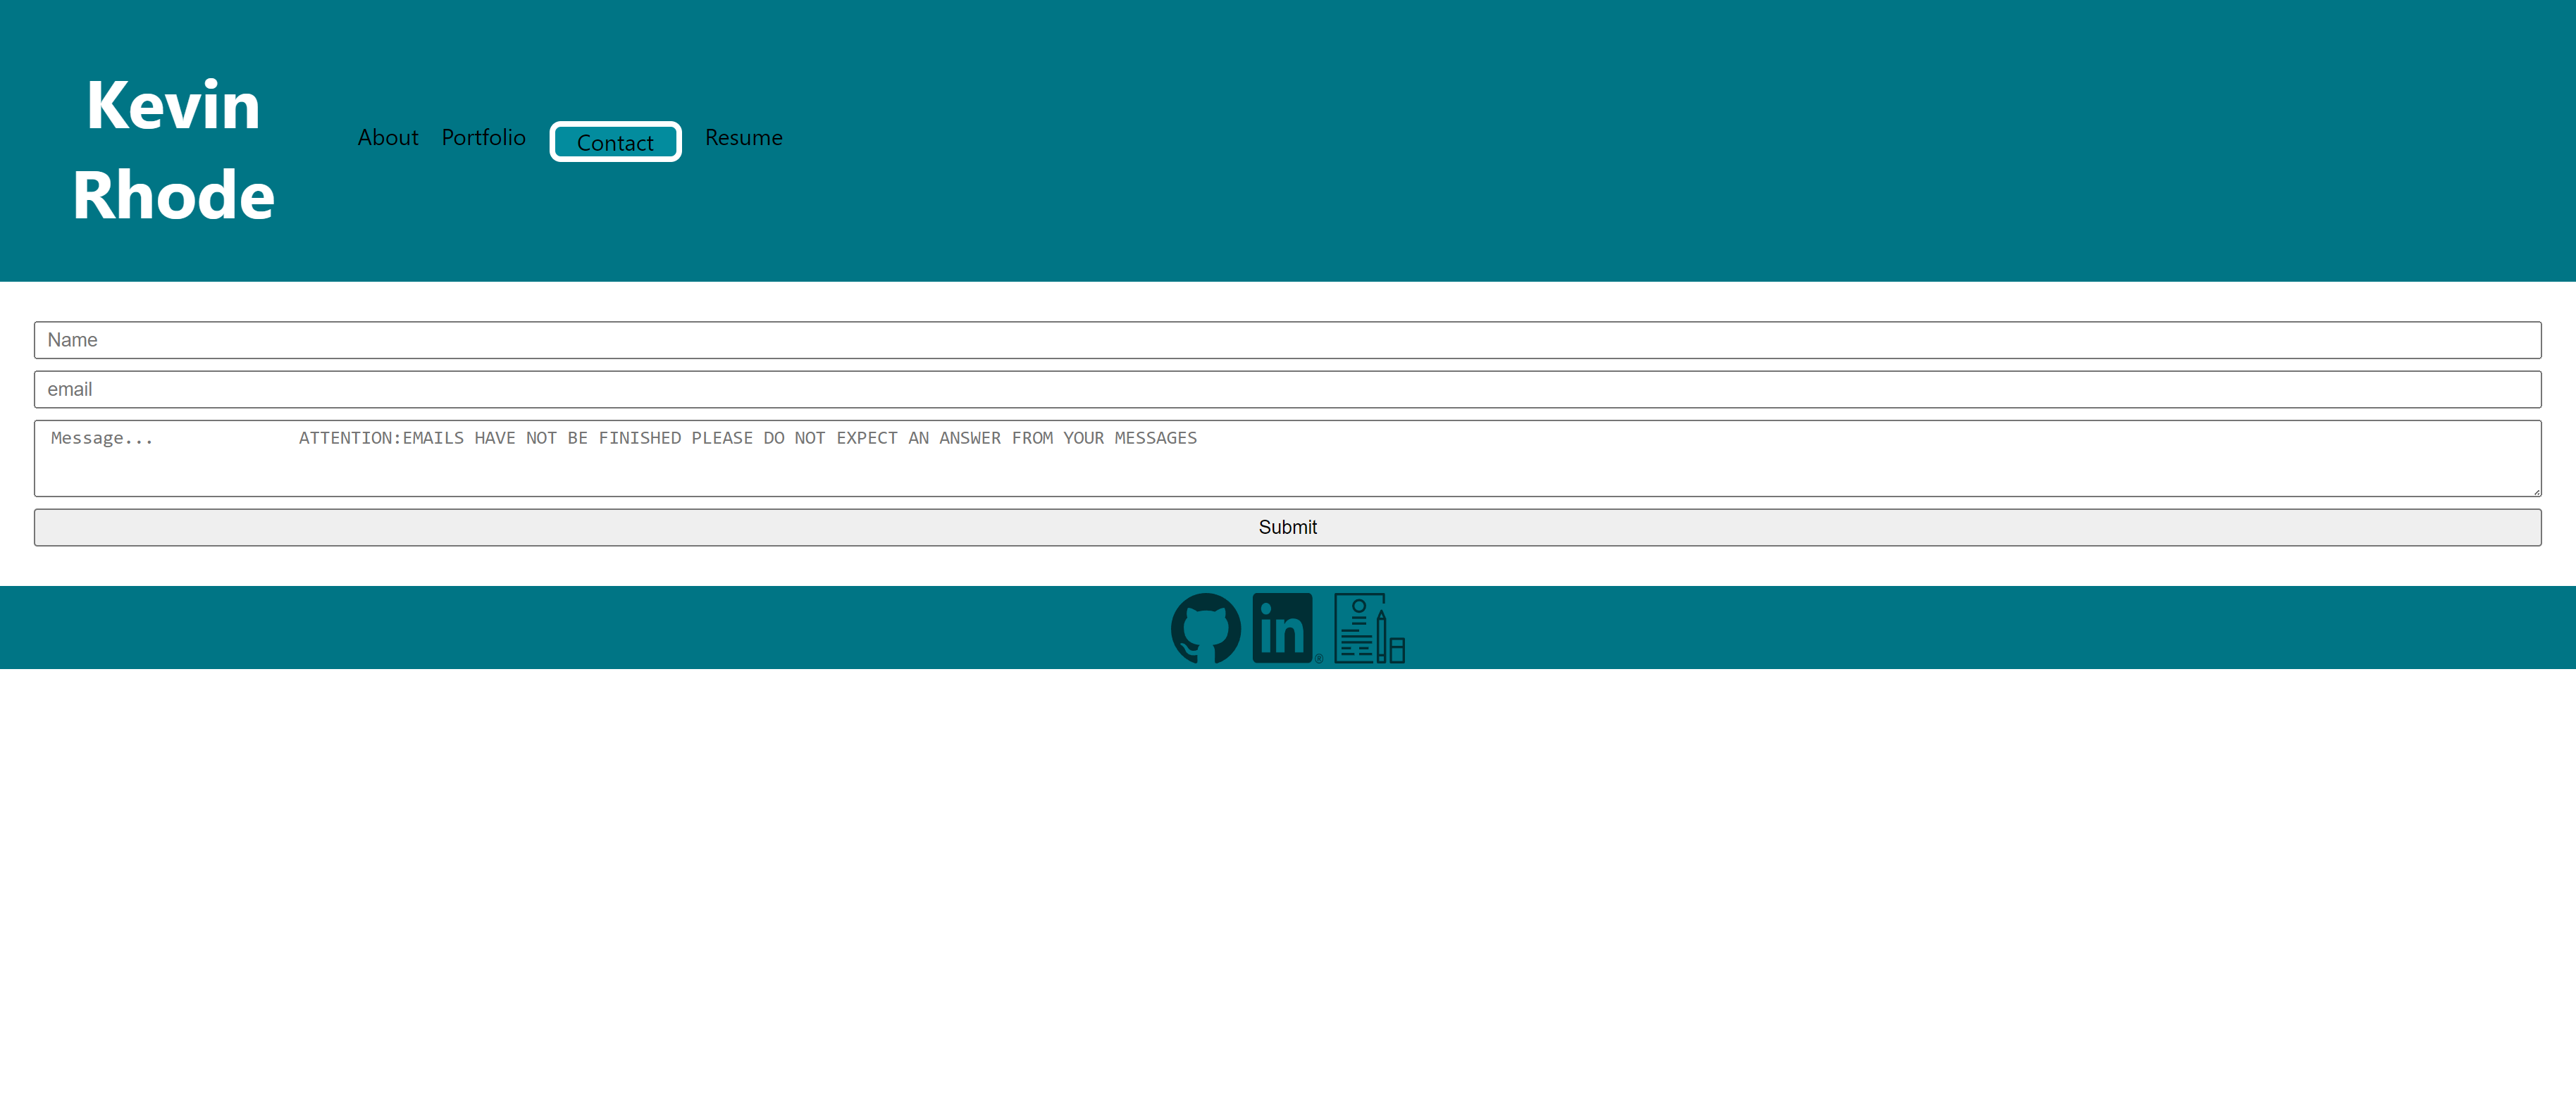 Kevin
Rhode
About Portfolio Contact Resume
Name
email
Message... ATTENTION:EMAILS HAVE NOT BE FINISHED PLEASE DO NOT EXPECT AN ANSWER FROM YOUR MESSAGES
Submit
in ®